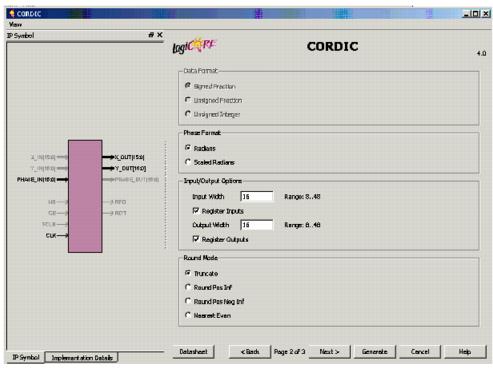 CORDIC
View
IP Symbol
LogiCORE
CORDIC
4.0
Data Format
Signed Fraction
Unsigned Fraction
Unsigned Integer
Phase Format
Radians
Scaled Radians
Input/Output Options
Input Width 16 Range: 8..48
Register Inputs
Output Width 16 Range: 8..48
Register Outputs
Round Mode
Truncate
Round Pos Inf
Round Pos Neg Inf
Nearest Even
X_IN[15:0] X_OUT[15:0]
Y_IN[15:0] Y_OUT[15:0]
PHASE_IN[15:0] PHASE_OUT[15:0]
ND RFD
CE RDY
SCLR
CLK
IP Symbol Implementation Details
Datasheet < Back Page 2 of 3 Next > Generate Cancel Help